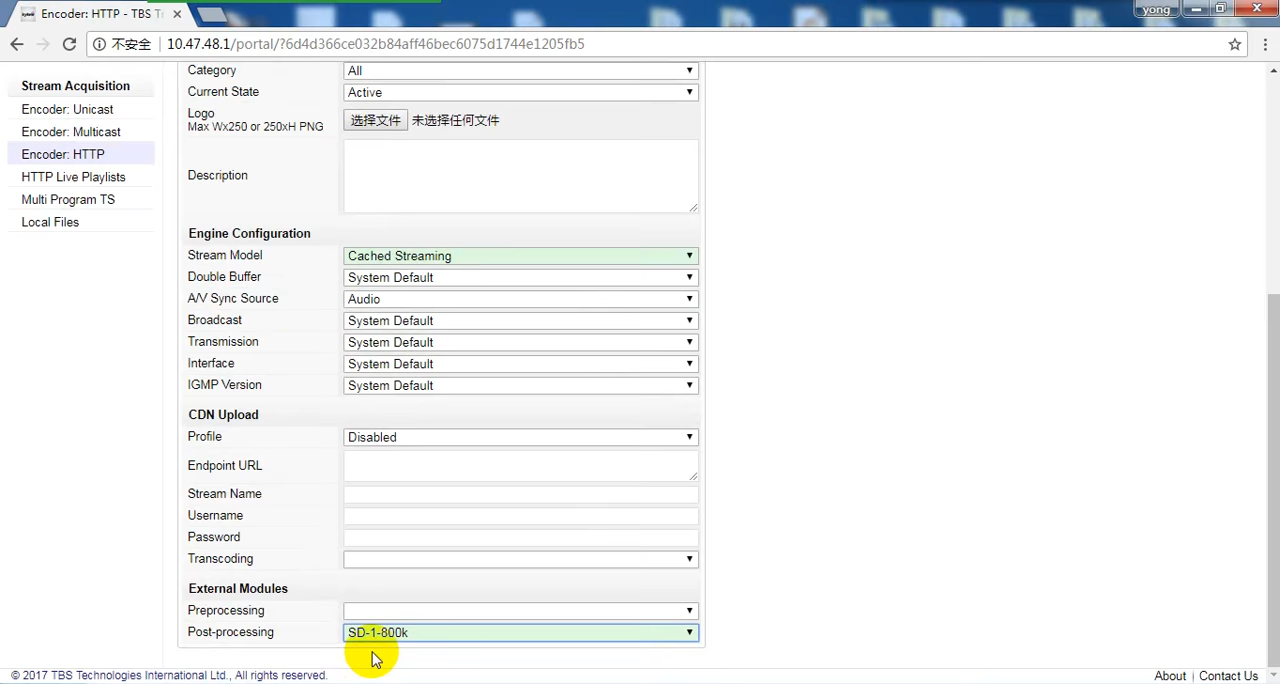 Encoder: HTTP - TBS T
yong
不安全 10.47.48.1/portal/?6d4d366ce032b84aff46bec6075d1744e1205fb5
Stream Acquisition
Encoder: Unicast
Encoder: Multicast
Encoder: HTTP
HTTP Live Playlists
Multi Program TS
Local Files
Category All
Current State Active
Logo
Max Wx250 or 250xH PNG 选择文件 未选择任何文件
Description
Engine Configuration
Stream Model Cached Streaming
Double Buffer System Default
A/V Sync Source Audio
Broadcast System Default
Transmission System Default
Interface System Default
IGMP Version System Default
CDN Upload
Profile Disabled
Endpoint URL
Stream Name
Username
Password
Transcoding
External Modules
Preprocessing
Post-processing SD-1-800k
© 2017 TBS Technologies International Ltd., All rights reserved.
About | Contact Us